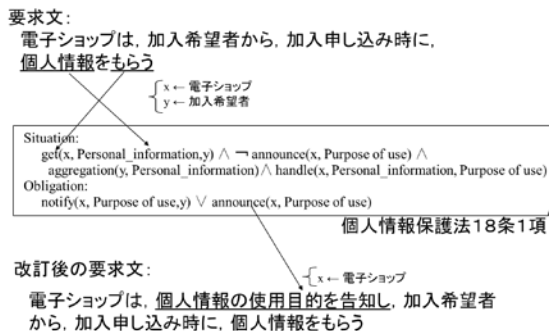 要求文:
電子ショップは，加入希望者から，加入申し込み時に，
個人情報をもらう
x ← 電子ショップ
y ← 加入希望者
Situation:
get(x, Personal_information,y) ∧ ￢ announce(x, Purpose of use) ∧
aggregation(y, Personal_information)∧ handle(x, Personal_information, Purpose of use)
Obligation:
notify(x, Purpose of use,y) ∨ announce(x, Purpose of use)
個人情報保護法１８条１項
x ← 電子ショップ
改訂後の要求文:
電子ショップは，個人情報の使用目的を告知し，加入希望者
から，加入申し込み時に，個人情報をもらう